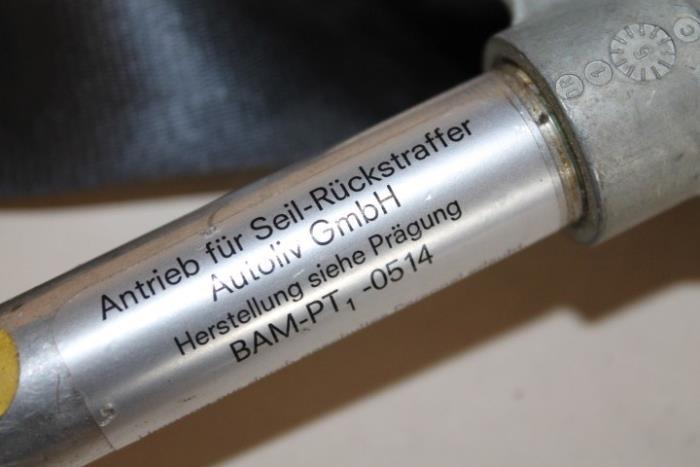 Antrieb für Seil-Rückstraffer
Autoliv GmbH
Herstellung siehe Prägung
BAM-PT₁-0514